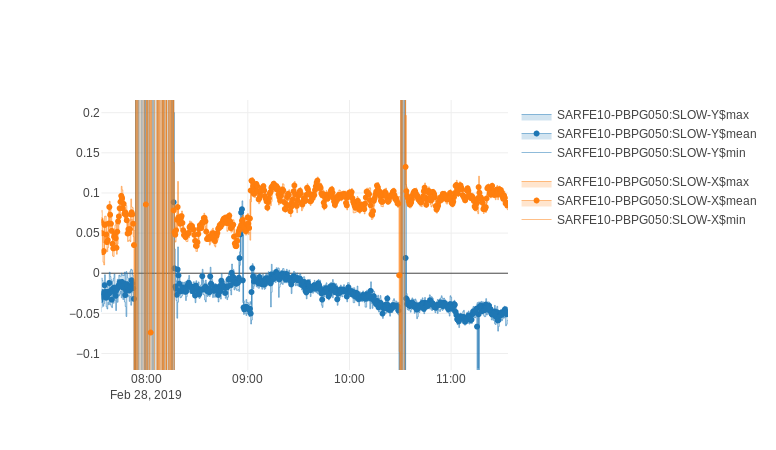 0.2
0.15
0.1
0.05
0
−0.05
−0.1
08:00
Feb 28, 2019
09:00
10:00
11:00
SARFE10-PBPG050:SLOW-Y$max
SARFE10-PBPG050:SLOW-Y$mean
SARFE10-PBPG050:SLOW-Y$min
SARFE10-PBPG050:SLOW-X$max
SARFE10-PBPG050:SLOW-X$mean
SARFE10-PBPG050:SLOW-X$min